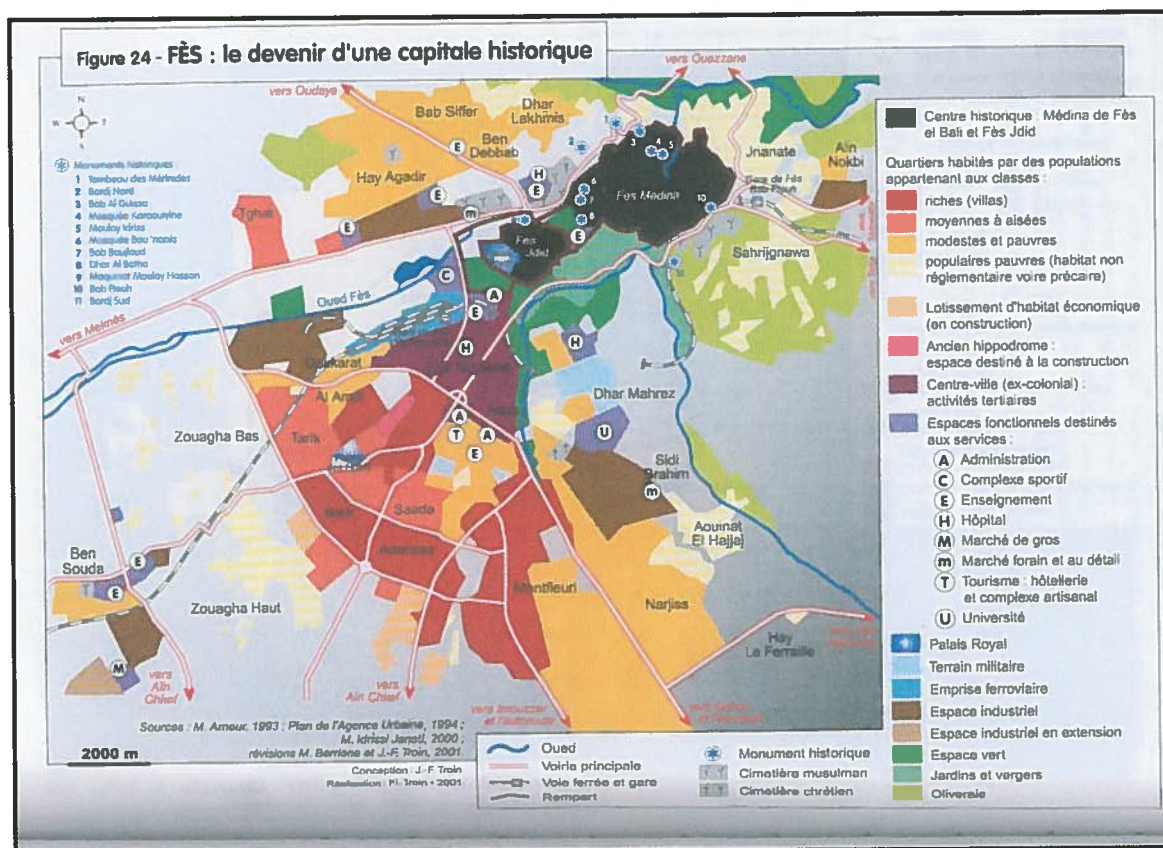 Figure 24 - FÈS : le devenir d'une capitale historique
vers Ouezzane
vers Oudaya
Bab Siffer
Dhar
Lakhmis
Ben
Debbab
Hay Agadir
Tghat
Jnanate
Aïn
Nokbi
Fès Médina
Fès
Jdid
Gare de Fès
Sahrijgnawa
N
Monuments historiques
1 Tombeau des Mérinides
2 Bordj Nord
3 Bab Al Guissa
4 Mosquée Karaouyine
5 Moulay Idriss
6 Mosquée Bou 'nania
7 Bab Boujloud
8 Dhar Al Batha
9 Moulay Hassan
10 Bab Ftouh
11 Bordj Sud
Oued Fès
vers Meknès
Dokkarat
Al Amal
Zouagha Bas
Tarik
Dhar Mahrez
Sidi
Brahim
Saada
Aouinat
El Hajjaj
Ben
Souda
Zouagha Haut
Montfleuri
Narjiss
Hay
La Ferraille
vers
Aïn
Chkef
vers
Aïn Chkef
vers Imouzzer
Sources : M. Ameur, 1993 ; Plan de l'Agence Urbaine, 1994 ;
M. Idrissi Janati, 2000 ;
révisions M. Berriane et J.-F. Troin, 2001.
2000 m
Conception : J.-F. Troin
Troin - 2001
Centre historique : Médina de Fès
el Bali et Fès Jdid
Quartiers habités par des populations
appartenant aux classes :
riches (villas)
moyennes à aisées
modestes et pauvres
populaires pauvres (habitat non
réglementaire voire précaire)
Lotissement d'habitat économique
(en construction)
Ancien hippodrome :
espace destiné à la construction
Centre-ville (ex-colonial) :
activités tertiaires
Espaces fonctionnels destinés
aux services :
A Administration
C Complexe sportif
E Enseignement
H Hôpital
M Marché de gros
m Marché forain et au détail
T Tourisme : hôtellerie
et complexe artisanal
U Université
Palais Royal
Terrain militaire
Emprise ferroviaire
Espace industriel
Espace industriel en extension
Espace vert
Jardins et vergers
Oliveraie
Oued
Voirie principale
Voie ferrée et gare
Rempart
Monument historique
Cimetière musulman
Cimetière chrétien